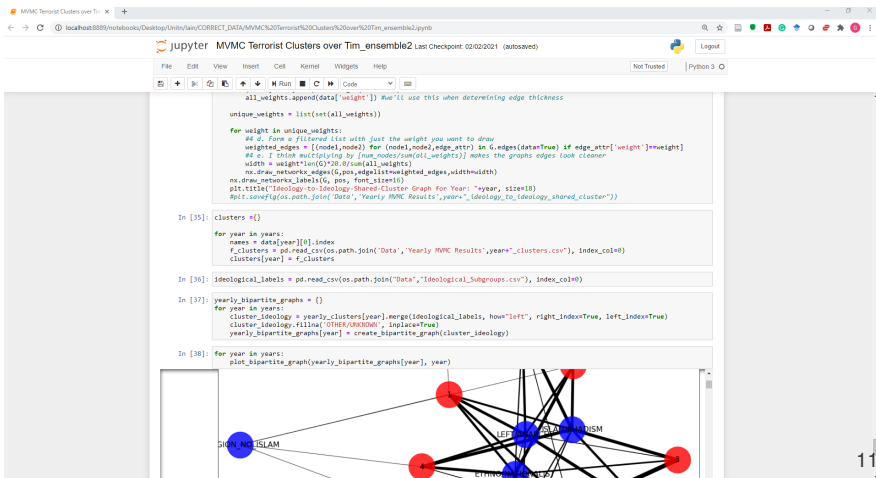 MVMC Terrorist Clusters over Tim
localhost:8889/notebooks/Desktop/Unitn/Iain/CORRECT_DATA/MVMC%20Terrorist%20Clusters%20over%20Tim_ensemble2.ipynb
jupyter MVMC Terrorist Clusters over Tim_ensemble2 Last Checkpoint: 02/02/2021 (autosaved)
Logout
File Edit View Insert Cell Kernel Widgets Help
Not Trusted
Python 3
Run
Code
all_weights.append(data['weight']) #we'll use this when determining edge thickness
unique_weights = list(set(all_weights))
for weight in unique_weights:
## d. Form a filtered list with just the weight you want to draw
weighted_edges = [(node1,node2) for (node1,node2,edge_attr) in G.edges(data=True) if edge_attr['weight']==weight]
## e. I think multiplying by [num_nodes/sum(all_weights)] makes the graphs edges look cleaner
width = weight*len(G)*20.0/sum(all_weights)
nx.draw_networkx_edges(G,pos,edgelist=weighted_edges,width=width)
nx.draw_networkx_labels(G, pos, font_size=16)
plt.title("Ideology-to-Ideology-Shared-Cluster Graph for Year: "+year, size=18)
#plt.savefig(os.path.join('Data','Yearly MVMC Results',year+"_ideology_to_ideology_shared_cluster"))
In [35]: clusters ={}
for year in years:
names = data[year][0].index
f_clusters = pd.read_csv(os.path.join('Data','Yearly MVMC Results',year+"_clusters.csv"), index_col=0)
clusters[year] = f_clusters
In [36]: ideological_labels = pd.read_csv(os.path.join("Data","Ideological_Subgroups.csv"), index_col=0)
In [37]: yearly_bipartite_graphs = {}
for year in years:
cluster_ideology = yearly_clusters[year].merge(ideological_labels, how="left", right_index=True, left_index=True)
cluster_ideology.fillna('OTHER/UNKNOWN', inplace=True)
yearly_bipartite_graphs[year] = create_bipartite_graph(cluster_ideology)
In [38]: for year in years:
plot_bipartite_graph(yearly_bipartite_graphs[year], year)
4
11